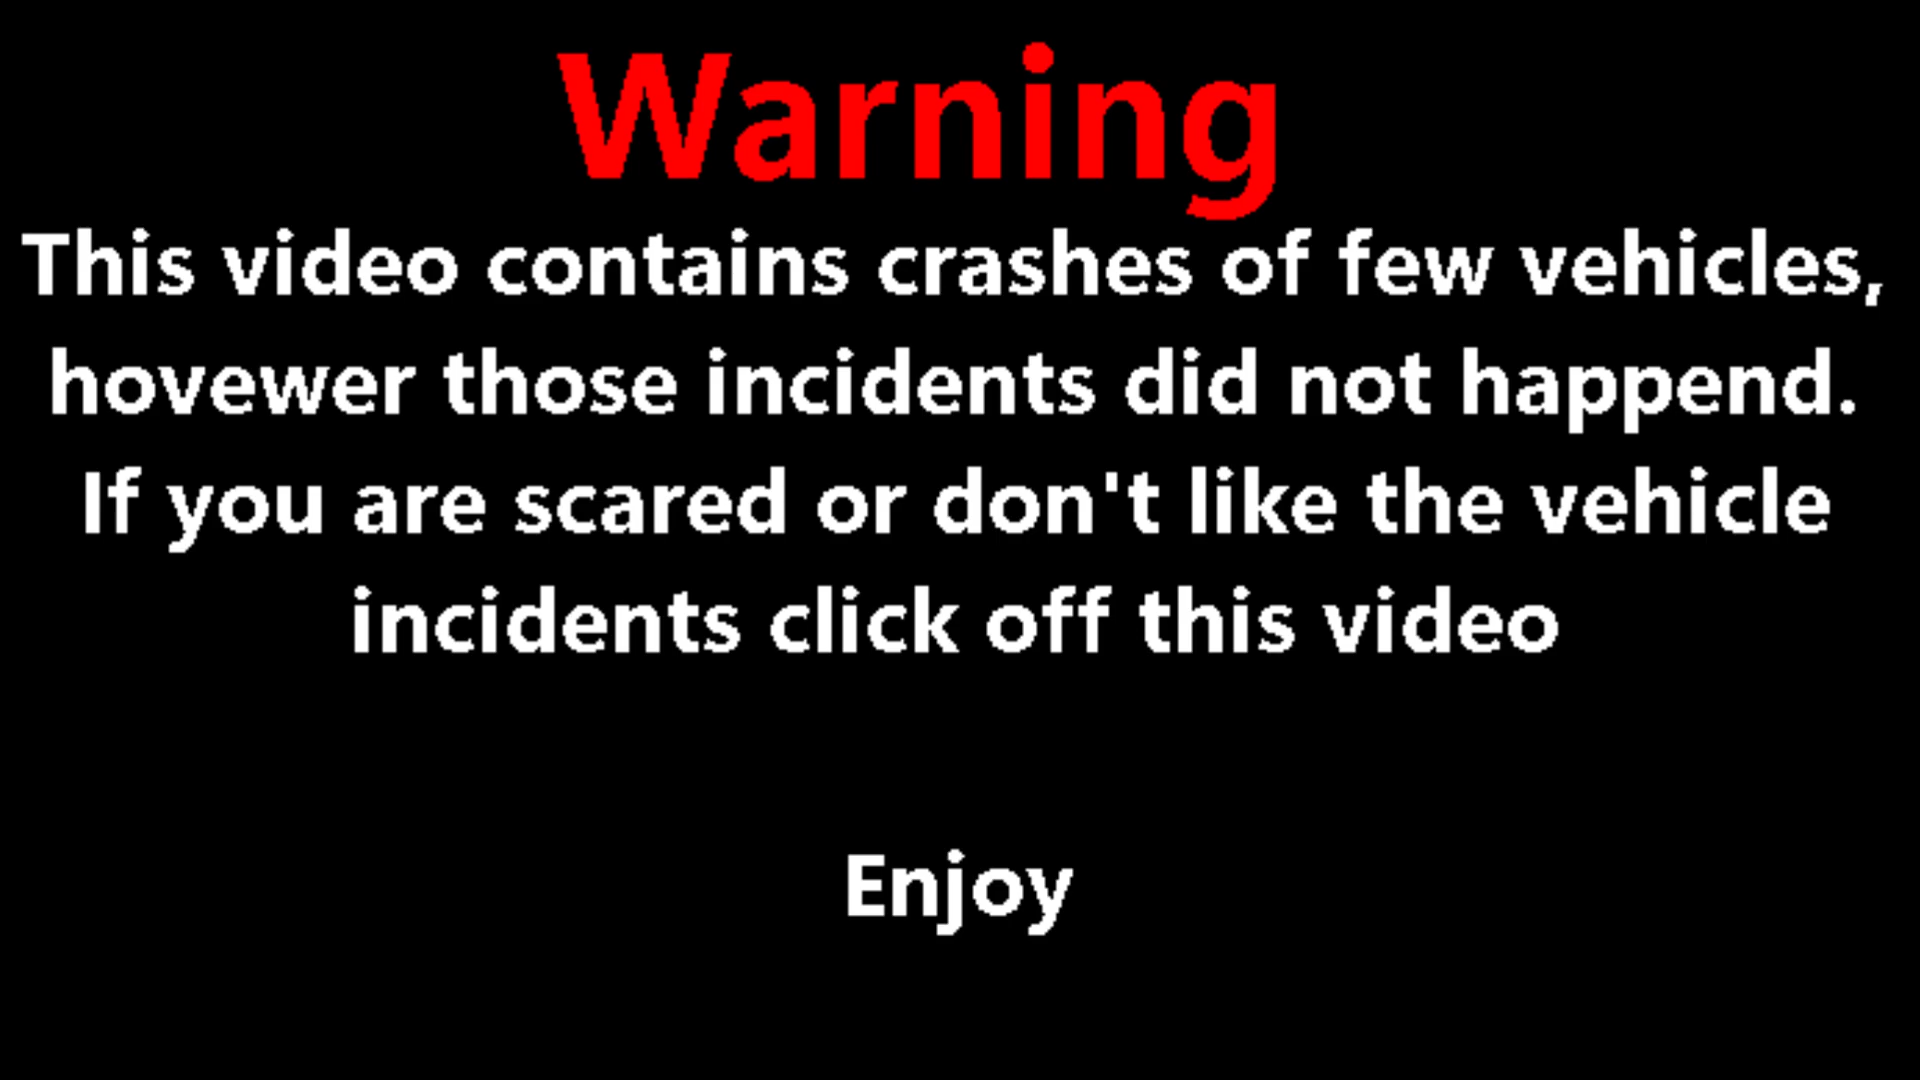 Warning
This video contains crashes of few vehicles,
hovewer those incidents did not happend.
If you are scared or don't like the vehicle
incidents click off this video
Enjoy